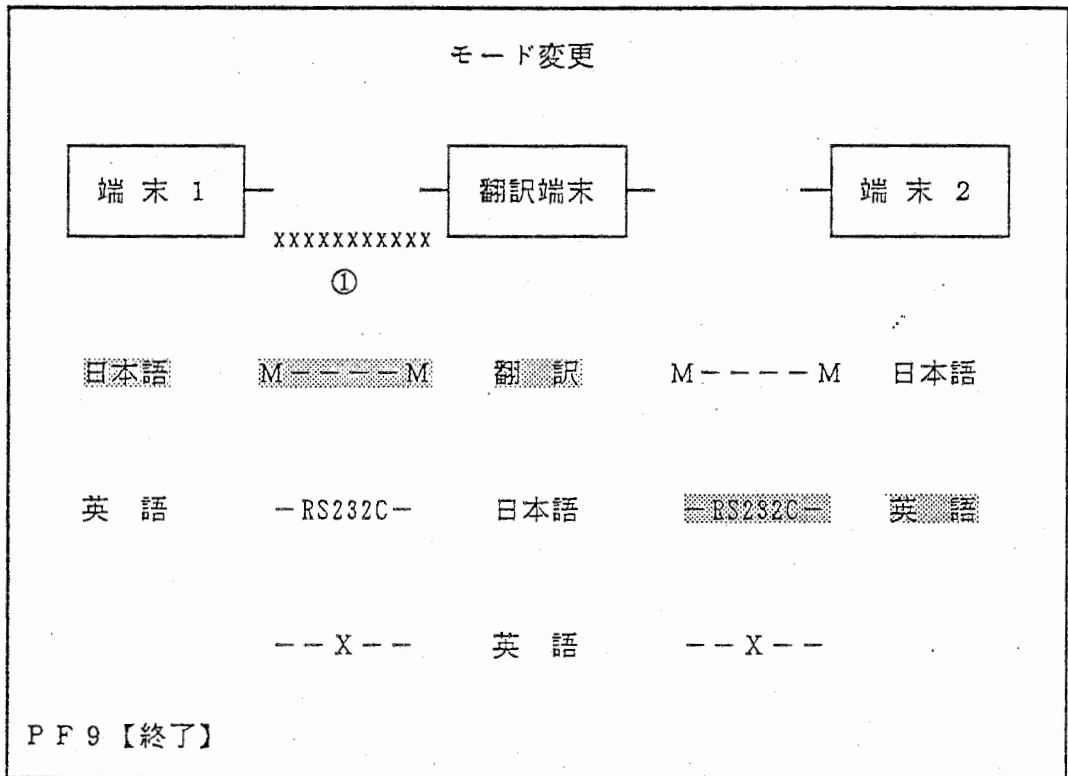 モード変更
端末1 翻訳端末 端末2
XXXXXXXXXXX
①
日本語 M----M 翻訳 M----M 日本語
英語 -RS232C- 日本語 -RS232C- 英語
--X-- 英語 --X--
PF9【終了】